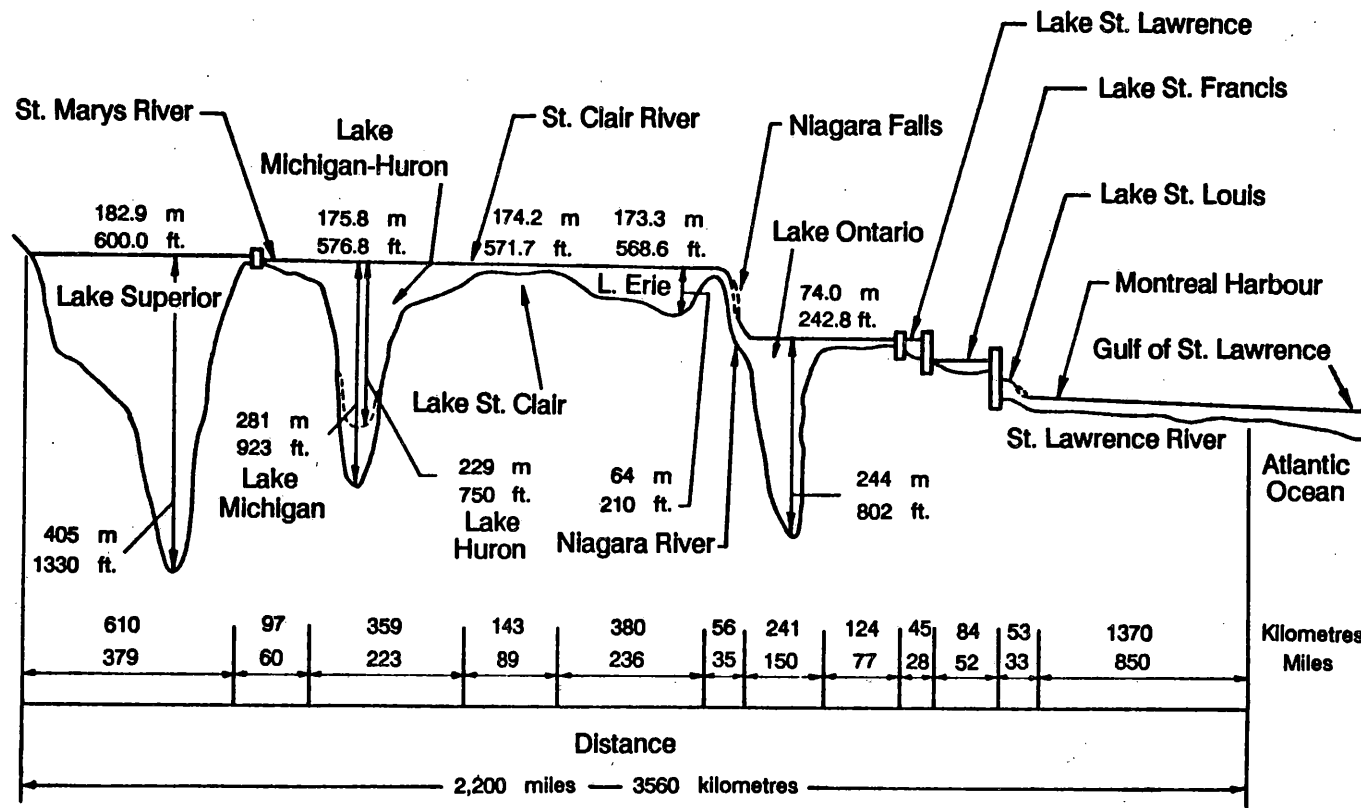 Lake St. Lawrence
Lake St. Francis
St. Marys River
Lake
Michigan-Huron
St. Clair River
Niagara Falls
Lake St. Louis
182.9 m
600.0 ft.
175.8 m
576.8 ft.
174.2 m
571.7 ft.
173.3 m
568.6 ft.
Lake Ontario
Lake Superior
L. Erie
74.0 m
242.8 ft.
Montreal Harbour
Gulf of St. Lawrence
Lake St. Clair
281 m
923 ft.
Lake
Michigan
229 m
750 ft.
Lake
Huron
64 m
210 ft.
Niagara River
244 m
802 ft.
St. Lawrence River
Atlantic
Ocean
405 m
1330 ft.
610 97 359 143 380 56 241 124 45 84 53 1370 Kilometres
379 60 223 89 236 35 150 77 28 52 33 850 Miles
Distance
2,200 miles — 3560 kilometres